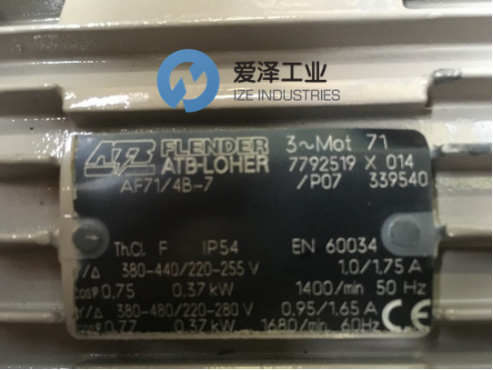 爱泽工业
IZE INDUSTRIES
ATB FLENDER 3~Mot 71
ATB-LOHER 7792519 X 014
AF71/4B-7 /P07 339540
Th.Cl. F IP54 EN 60034
Y/Δ 380-440/220-255 V 1.0/1.75 A
cosφ 0.75 0.37 kW 1400/min 50 Hz
Y/Δ 380-480/220-280 V 0.95/1.65 A
cosφ 0.77 0.37 kW 1680/min 60Hz CE